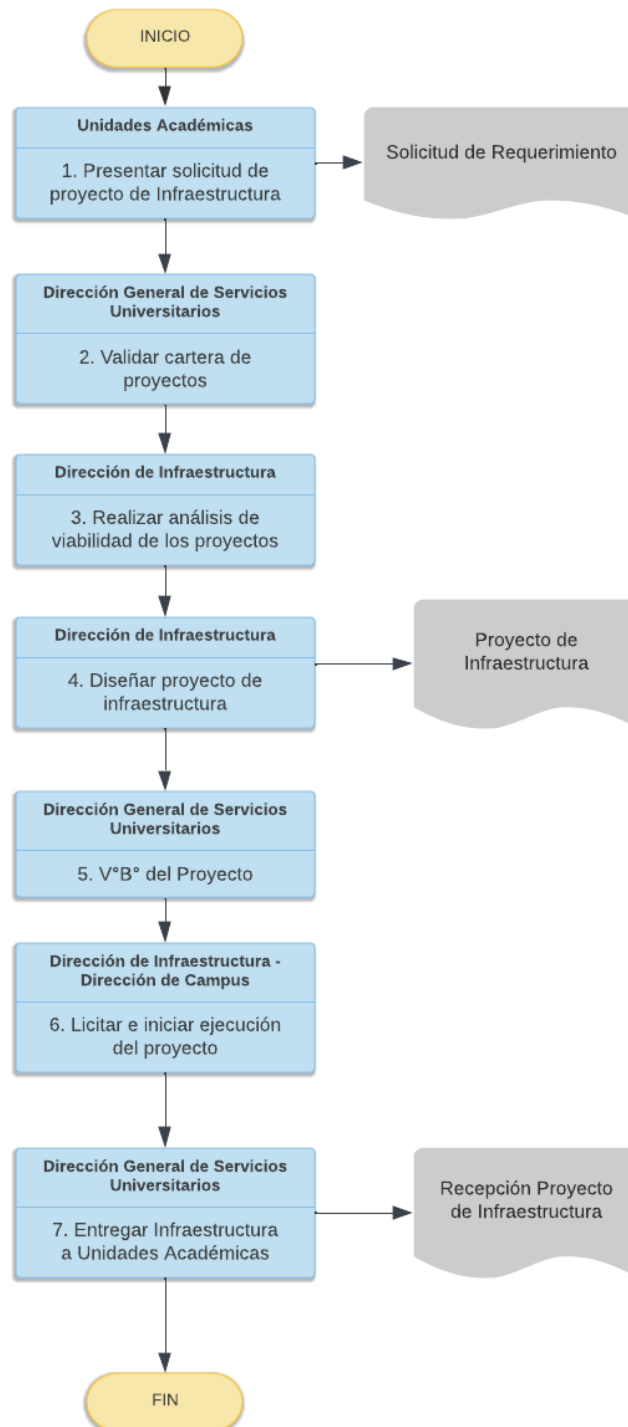 INICIO
Unidades Académicas
1. Presentar solicitud de
proyecto de Infraestructura
Solicitud de Requerimiento
Dirección General de Servicios
Universitarios
2. Validar cartera de
proyectos
Dirección de Infraestructura
3. Realizar análisis de
viabilidad de los proyectos
Dirección de Infraestructura
4. Diseñar proyecto de
infraestructura
Proyecto de
Infraestructura
Dirección General de Servicios
Universitarios
5. V°B° del Proyecto
Dirección de Infraestructura -
Dirección de Campus
6. Licitar e iniciar ejecución
del proyecto
Dirección General de Servicios
Universitarios
7. Entregar Infraestructura
a Unidades Académicas
Recepción Proyecto
de Infraestructura
FIN